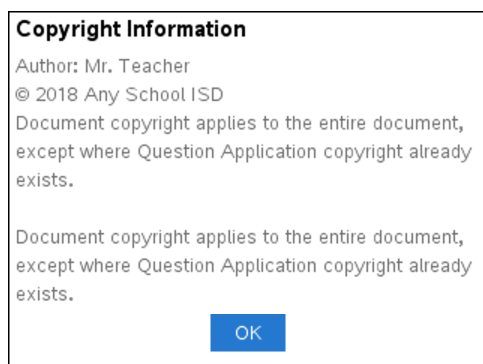 Copyright Information
Author: Mr. Teacher
© 2018 Any School ISD
Document copyright applies to the entire document,
except where Question Application copyright already
exists.
Document copyright applies to the entire document,
except where Question Application copyright already
exists.
OK